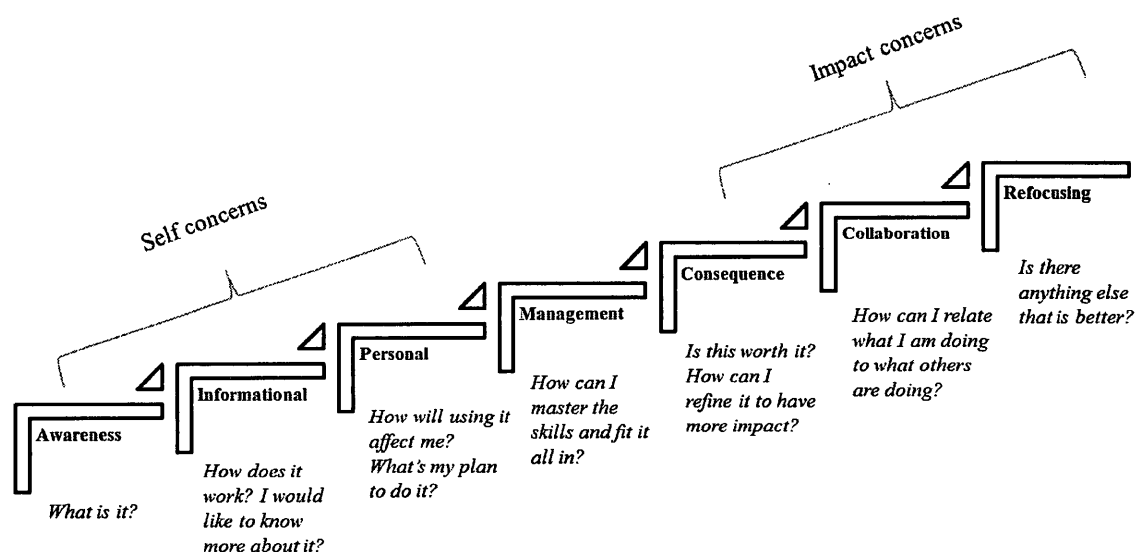 Self concerns
Impact concerns
Awareness
What is it?
Informational
How does it
work? I would
like to know
more about it?
Personal
How will using it
affect me?
What's my plan
to do it?
Management
How can I
master the
skills and fit it
all in?
Consequence
Is this worth it?
How can I
refine it to have
more impact?
Collaboration
How can I relate
what I am doing
to what others
are doing?
Refocusing
Is there
anything else
that is better?